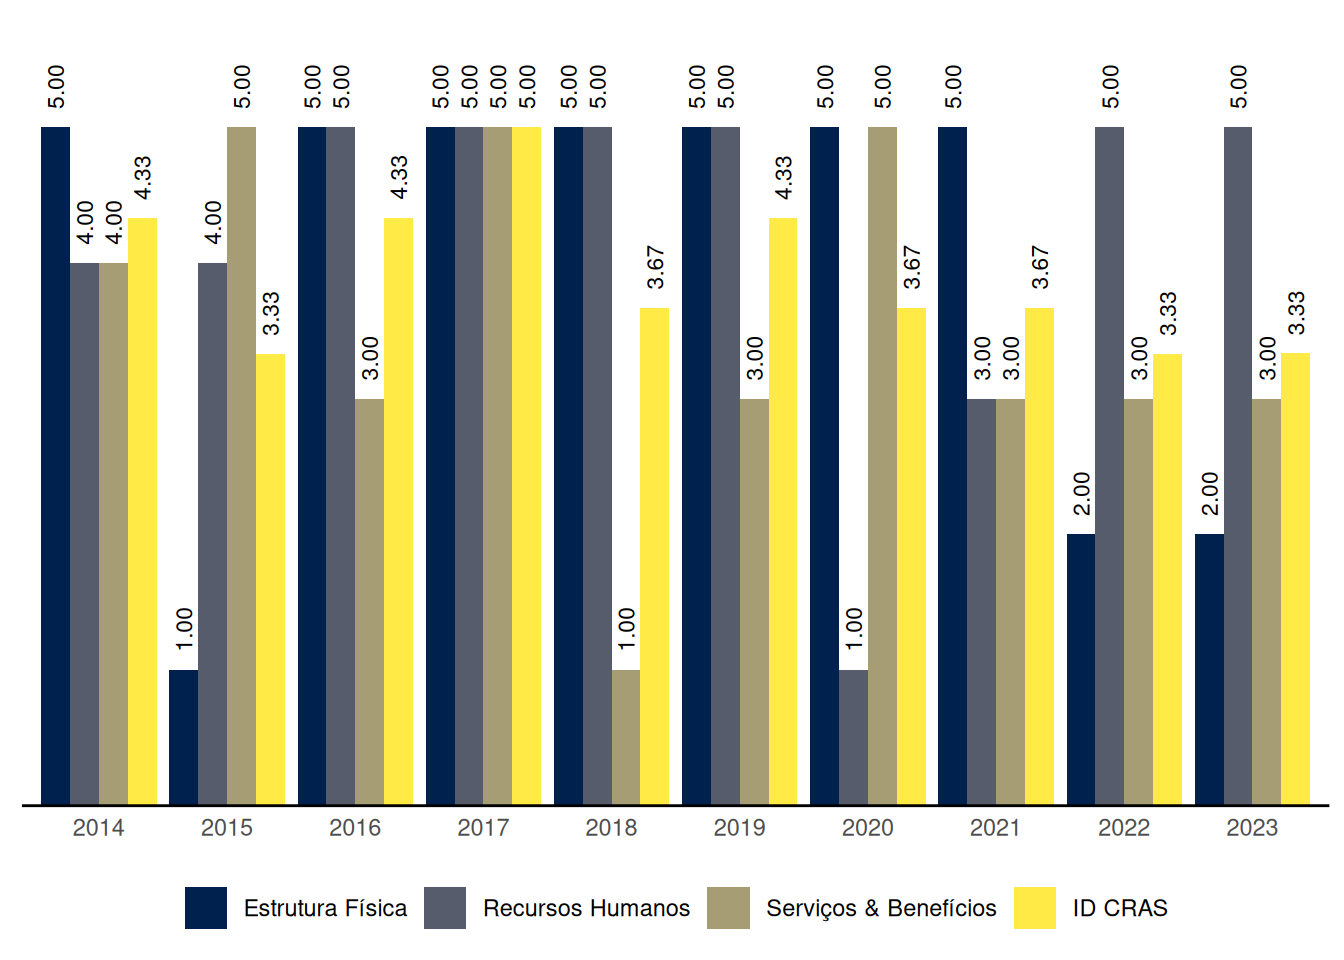 5.00 4.00 4.00 4.33
1.00 4.00 5.00 3.33
5.00 5.00 3.00 4.33
5.00 5.00 5.00 5.00
5.00 5.00 1.00 3.67
5.00 5.00 3.00 4.33
5.00 1.00 5.00 3.67
5.00 3.00 3.00 3.67
2.00 5.00 3.00 3.33
2.00 5.00 3.00 3.33
2014 2015 2016 2017 2018 2019 2020 2021 2022 2023
Estrutura Física Recursos Humanos Serviços & Benefícios ID CRAS